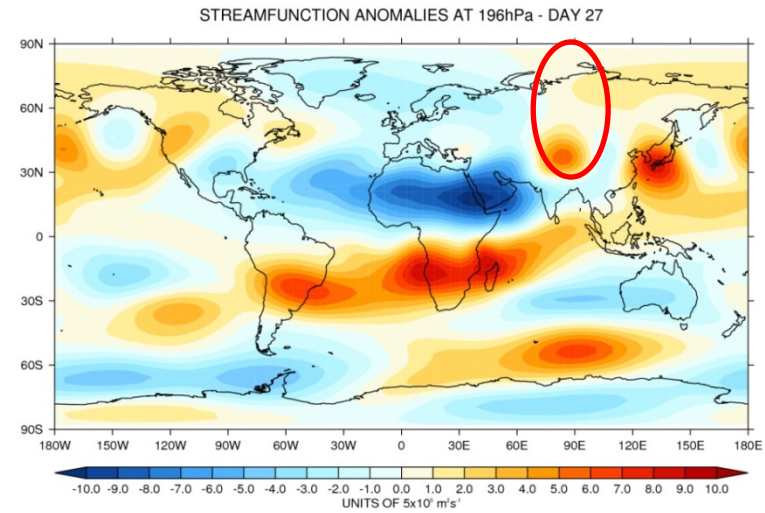 STREAMFUNCTION ANOMALIES AT 196hPa - DAY 27
90N
60N
30N
0
30S
60S
90S
180W 150W 120W 90W 60W 30W 0 30E 60E 90E 120E 150E 180E
-10.0 -9.0 -8.0 -7.0 -6.0 -5.0 -4.0 -3.0 -2.0 -1.0 0.0 1.0 2.0 3.0 4.0 5.0 6.0 7.0 8.0 9.0 10.0
UNITS OF 5x10⁵ m²s⁻¹